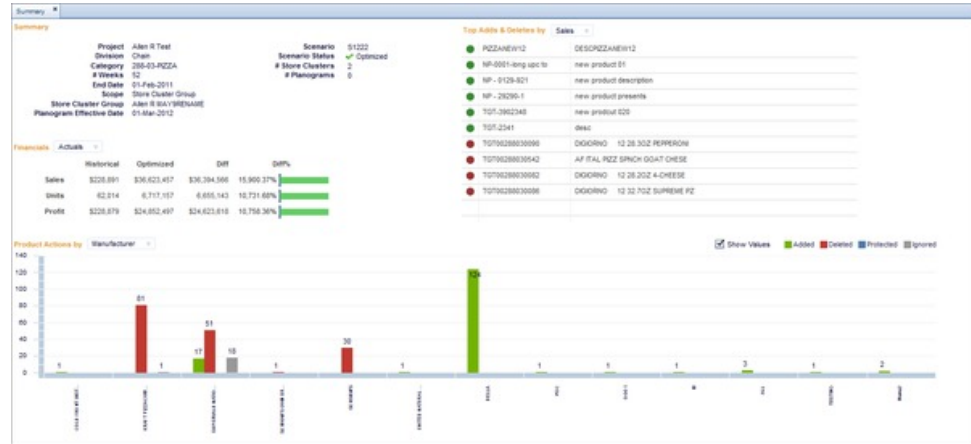 Summary
Summary
Project Allen R Test
Division Chain
Category 288-03-PIZZA
# Weeks 52
End Date 01-Feb-2011
Scope Store Cluster Group
Store Cluster Group Allen R MAY9RENAME
Planogram Effective Date 01-Mar-2012
Scenario S1222
Scenario Status Optimized
# Store Clusters 2
# Planograms 6
Top Adds & Deletes by Sales
PIZZANEW12 DESCPIZZANEW12
NP-0001-long upc to new product 01
NP - 0129-921 new product description
NP - 29290-1 new product presents
TGT-3902348 new prodoct 020
TGT-2341 desc
TGT00288030090 DIGIORNO 12 28.3OZ PEPPERONI
TGT00288030542 AF ITAL PIZZ SPNCH GOAT CHESE
TGT00288030082 DIGIORNO 12 28.2OZ 4-CHEESE
TGT00288030086 DIGIORNO 12 32.7OZ SUPREME PZ
Financials Actuals
Historical Optimized Diff Diff%
Sales $228,891 $36,623,457 $36,394,566 15,900.37%
Units 62,014 6,717,157 6,655,143 10,731.68%
Profit $228,879 $24,852,497 $24,623,618 10,758.36%
Product Actions by Manufacturer
Show Values Added Deleted Protected Ignored
140
120
100
80
60
40
20
0
1
81
1
17
51
18
1
30
1
124
1
1
1
3
1
2